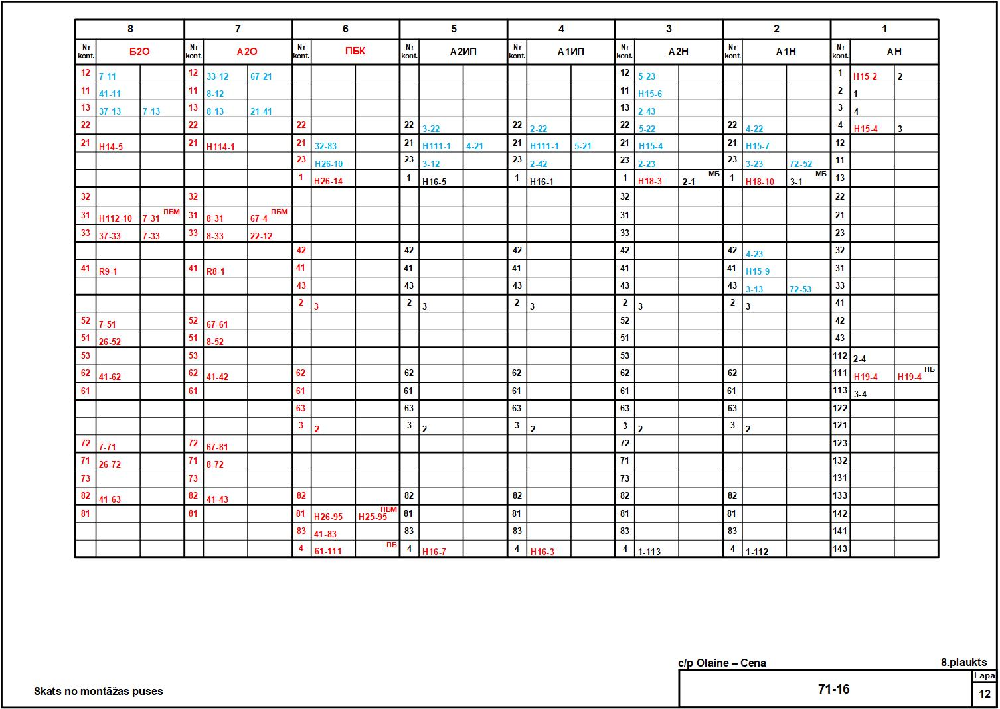 8 7 6 5 4 3 2 1
Nr kont. Б2О Nr kont. А2О Nr kont. ПБК Nr kont. А2ИП Nr kont. А1ИП Nr kont. А2Н Nr kont. А1Н Nr kont. АН
12 7-11 12 33-12 67-21 12 5-23 1 Н15-2 2
11 41-11 11 8-12 11 Н15-6 2 1
13 37-13 7-13 13 8-13 21-41 13 2-43 3 4
22 22 22 22 3-22 22 2-22 22 5-22 22 4-22 4 Н15-4 3
21 Н14-5 21 Н114-1 21 32-83 21 Н111-1 4-21 21 Н111-1 5-21 21 Н15-4 21 Н15-7 12
23 Н26-10 23 3-12 23 2-42 23 2-23 23 3-23 72-52 11
1 Н26-14 1 Н16-5 1 Н16-1 1 Н18-3 2-1 МБ 1 Н18-10 3-1 МБ 13
32 32 32 22
31 Н112-10 7-31 ПБМ 31 8-31 67-4 ПБМ 31 21
33 37-33 7-33 33 8-33 22-12 33 23
42 42 42 42 42 4-23 32
41 R9-1 41 R8-1 41 41 41 41 41 Н15-9 31
43 43 43 43 43 3-13 72-53 33
2 3 2 3 2 3 2 3 2 3 41
52 7-51 52 67-61 52 42
51 26-52 51 8-52 51 43
53 53 53 112 2-4
62 41-62 62 41-42 62 62 62 62 62 111 Н19-4 Н19-4 ПБ
61 61 61 61 61 61 61 113 3-4
63 63 63 63 63 122
3 2 3 2 3 2 3 2 3 2 121
72 7-71 72 67-81 72 123
71 26-72 71 8-72 71 132
73 73 73 131
82 41-63 82 41-43 82 82 82 82 82 133
81 81 81 Н26-95 Н25-95 ПБМ 81 81 81 81 142
83 41-83 83 83 83 83 141
4 61-111 ПБ 4 Н16-7 4 Н16-3 4 1-113 4 1-112 143
c/p Olaine – Cena 8.plaukts
Lapa
Skats no montāžas puses 71-16 12